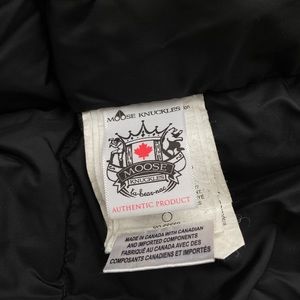 MOOSE KNUCKLES
MOOSE
KNUCKLES
AUTHENTIC PRODUCT
MADE IN CANADA WITH CANADIAN
AND IMPORTED COMPONENTS
FABRIQUÉ AU CANADA AVEC DES
COMPOSANTS CANADIENS ET IMPORTÉS